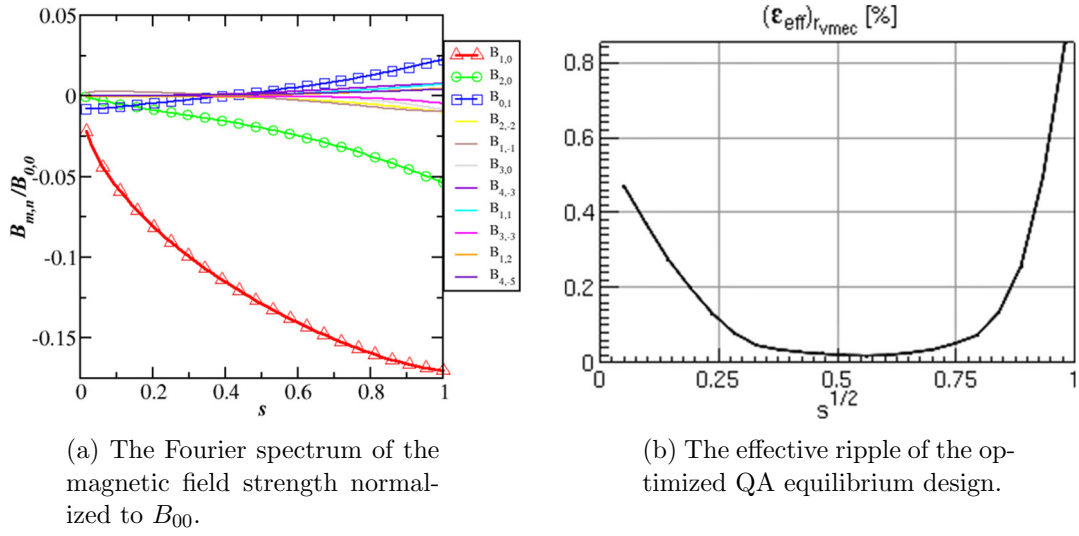 0.05
0
-0.05
-0.1
-0.15
B_{m,n}/B_{0,0}
0 0.2 0.4 0.6 0.8 1
s
B_{1,0}
B_{2,0}
B_{0,1}
B_{2,-2}
B_{1,-1}
B_{3,0}
B_{4,-3}
B_{1,1}
B_{3,-3}
B_{1,2}
B_{4,-5}
(a) The Fourier spectrum of the
magnetic field strength normal-
ized to B_{00}.
(ε_{eff})_{r_{vmec}} [%]
0.8
0.6
0.4
0.2
0
0 0.25 0.5 0.75 1
s^{1/2}
(b) The effective ripple of the op-
timized QA equilibrium design.